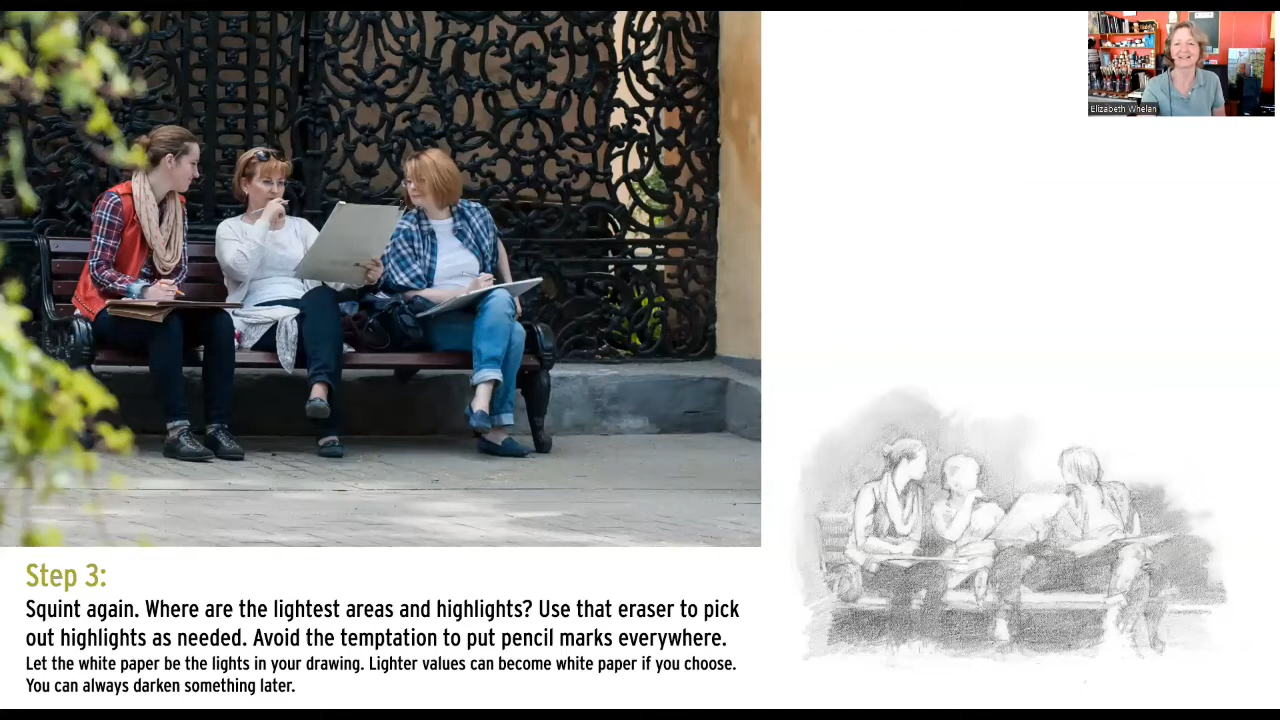 Elizabeth Whelan
Step 3:
Squint again. Where are the lightest areas and highlights? Use that eraser to pick
out highlights as needed. Avoid the temptation to put pencil marks everywhere.
Let the white paper be the lights in your drawing. Lighter values can become white paper if you choose.
You can always darken something later.